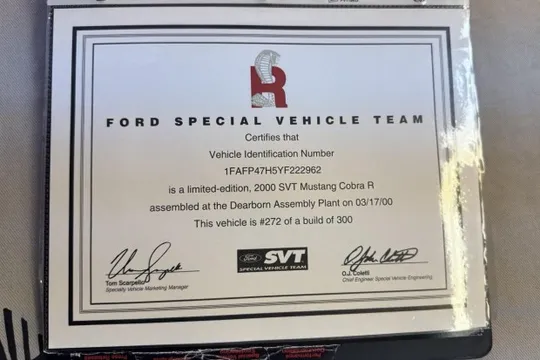 R
FORD SPECIAL VEHICLE TEAM
Certifies that
Vehicle Identification Number
1FAFP47H5YF222962
is a limited-edition, 2000 SVT Mustang Cobra R
assembled at the Dearborn Assembly Plant on 03/17/00
This vehicle is #272 of a build of 300
Tom Scarpello
Specialty Vehicle Marketing Manager
Ford SVT
SPECIAL VEHICLE TEAM
O.J. Coletti
Chief Engineer Special Vehicle Engineering